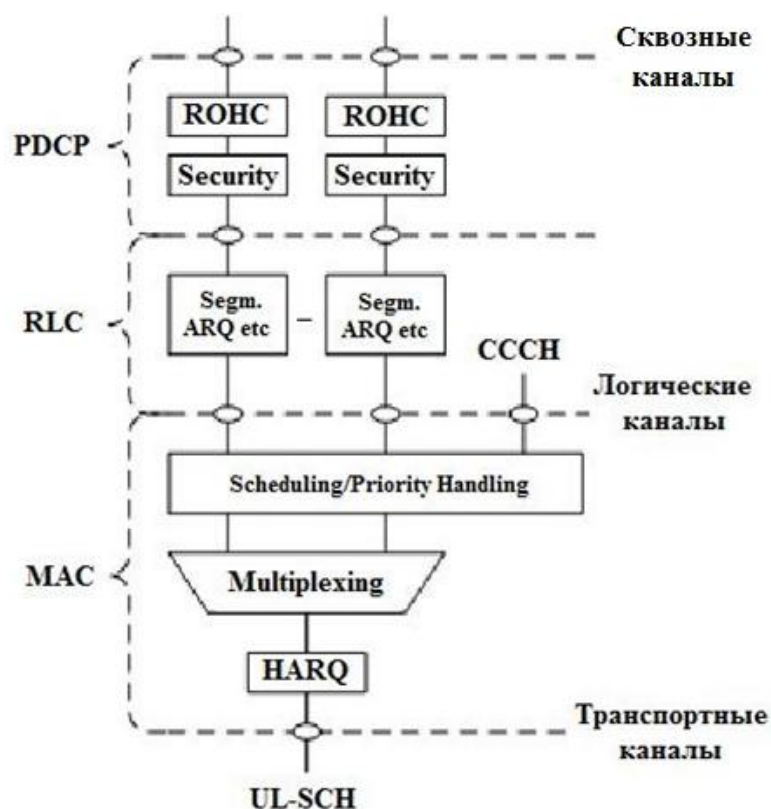 Сквозные
каналы
ROHC
ROHC
PDCP
Security
Security
Segm.
ARQ etc
–
Segm.
ARQ etc
RLC
CCCH
Логические
каналы
Scheduling/Priority Handling
MAC
Multiplexing
HARQ
Транспортные
каналы
UL-SCH